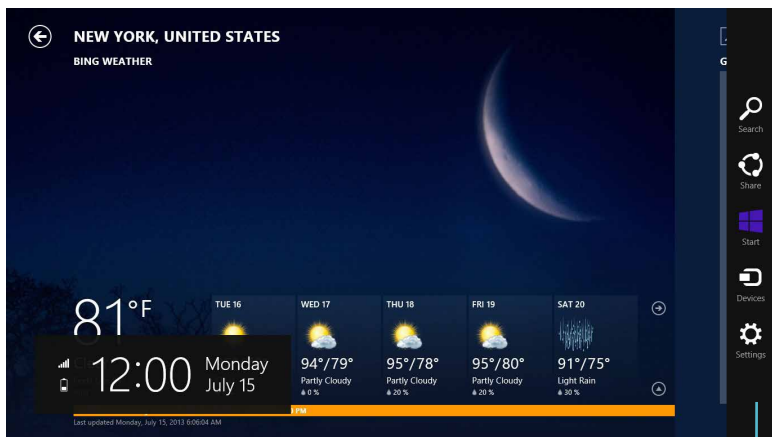 NEW YORK, UNITED STATES
BING WEATHER
G
Search
Share
Start
Devices
Settings
81°F
TUE 16
WED 17
94°/79°
Partly Cloudy
0 %
THU 18
95°/78°
Partly Cloudy
20 %
FRI 19
95°/80°
Partly Cloudy
20 %
SAT 20
91°/75°
Light Rain
30 %
12:00
Monday
July 15
PM
Last updated Monday, July 15, 2013 6:06:04 AM